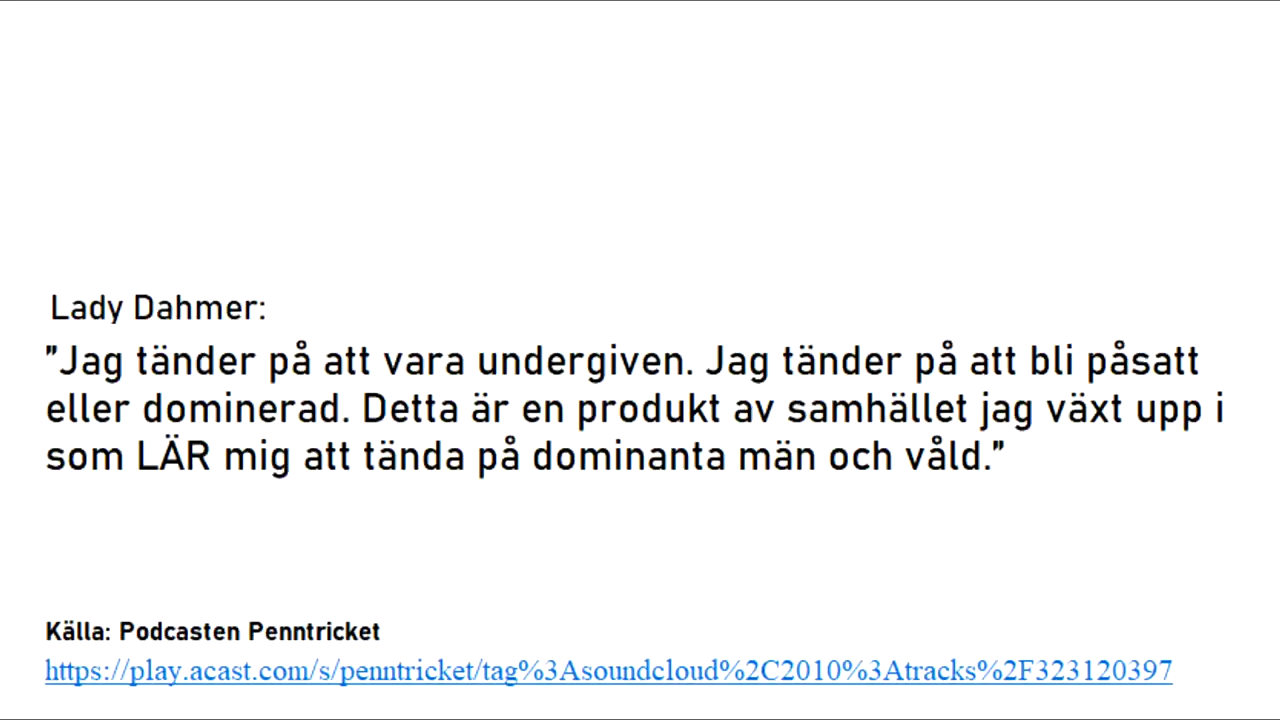 Lady Dahmer:
"Jag tänder på att vara undergiven. Jag tänder på att bli påsatt
eller dominerad. Detta är en produkt av samhället jag växt upp i
som LÄR mig att tända på dominanta män och våld."
Källa: Podcasten Penntricket
https://play.acast.com/s/penntricket/tag%3Asoundcloud%2C2010%3Atracks%2F323120397